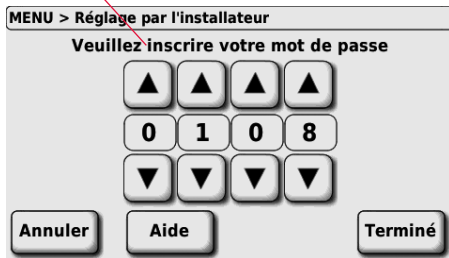 MENU > Réglage par l'installateur
Veuillez inscrire votre mot de passe
0 1 0 8
Annuler Aide Terminé